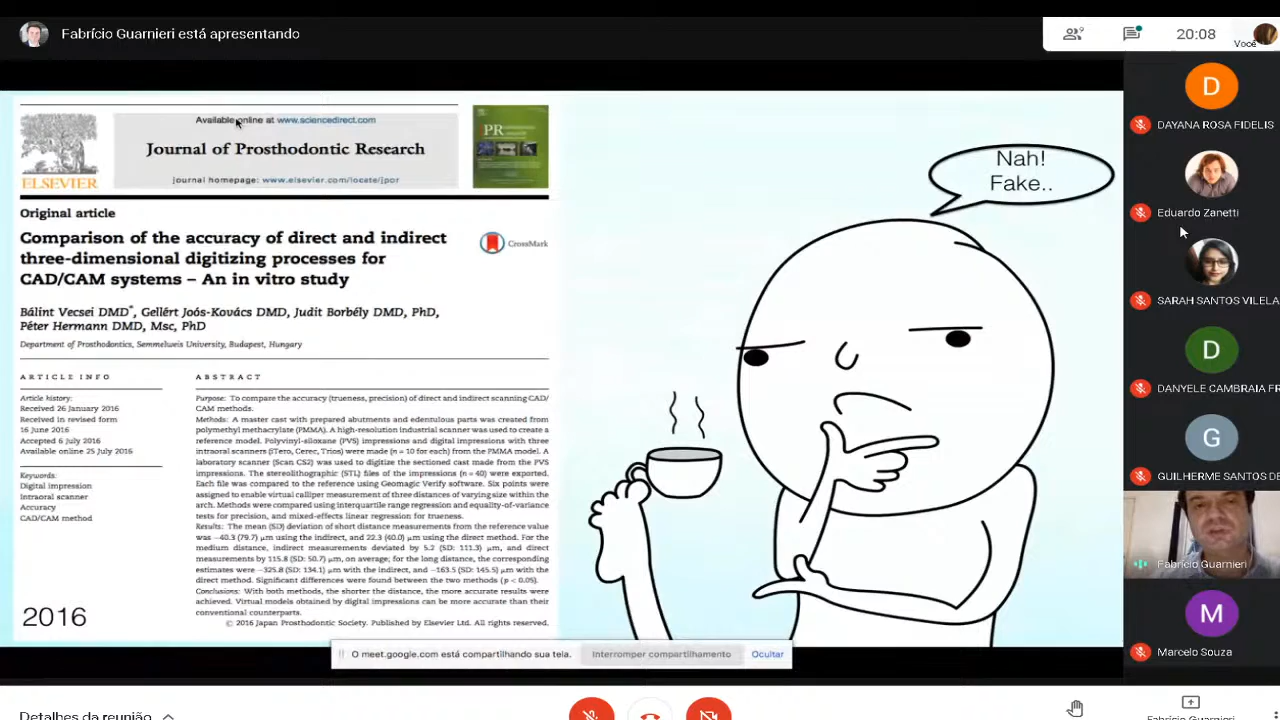 Fabrício Guarnieri está apresentando
20:08
Você
D
DAYANA ROSA FIDELIS
Eduardo Zanetti
SARAH SANTOS VILELA
D
DANYELE CAMBRAIA FR
G
GUILHERME SANTOS DE
Fabrício Guarnieri
M
Marcelo Souza
ELSEVIER
Available online at www.sciencedirect.com
Journal of Prosthodontic Research
journal homepage: www.elsevier.com/locate/jpor
PR
Original article
Comparison of the accuracy of direct and indirect
three-dimensional digitizing processes for
CAD/CAM systems – An in vitro study
CrossMark
Bálint Vecsei DMD*, Gellért Joós-Kovács DMD, Judit Borbély DMD, PhD,
Péter Hermann DMD, Msc, PhD
Department of Prosthodontics, Semmelweis University, Budapest, Hungary
ARTICLE INFO
Article history:
Received 26 January 2016
Received in revised form
16 June 2016
Accepted 6 July 2016
Available online 25 July 2016
Keywords:
Digital impression
Intraoral scanner
Accuracy
CAD/CAM method
ABSTRACT
Purpose: To compare the accuracy (trueness, precision) of direct and indirect scanning CAD/
CAM methods.
Methods: A master cast with prepared abutments and edentulous parts was created from
polymethyl methacrylate (PMMA). A high-resolution industrial scanner was used to create a
reference model. Polyvinyl-siloxane (PVS) impressions and digital impressions with three
intraoral scanners (iTero, Cerec, Trios) were made (n = 10 for each) from the PMMA model. A
laboratory scanner (Scan CS2) was used to digitize the sectioned cast made from the PVS
impressions. The stereolithographic (STL) files of the impressions (n = 40) were exported.
Each file was compared to the reference using Geomagic Verify software. Six points were
assigned to enable virtual calliper measurement of three distances of varying size within the
arch. Methods were compared using interquartile range regression and equality-of-variance
tests for precision, and mixed-effects linear regression for trueness.
Results: The mean (SD) deviation of short distance measurements from the reference value
was −40.3 (79.7) μm using the indirect, and 22.3 (40.0) μm using the direct method. For the
medium distance, indirect measurements deviated by 5.2 (SD: 111.3) μm, and direct
measurements by 115.8 (SD: 50.7) μm, on average; for the long distance, the corresponding
estimates were −325.8 (SD: 134.1) μm with the indirect, and −163.5 (SD: 145.5) μm with the
direct method. Significant differences were found between the two methods (p < 0.05).
Conclusions: With both methods, the shorter the distance, the more accurate results were
achieved. Virtual models obtained by digital impressions can be more accurate than their
conventional counterparts.
© 2016 Japan Prosthodontic Society. Published by Elsevier Ltd. All rights reserved.
2016
Nah!
Fake..
O meet.google.com está compartilhando sua tela.
Interromper compartilhamento
Ocultar
Detalhes da reunião
Fabrício Guarnieri